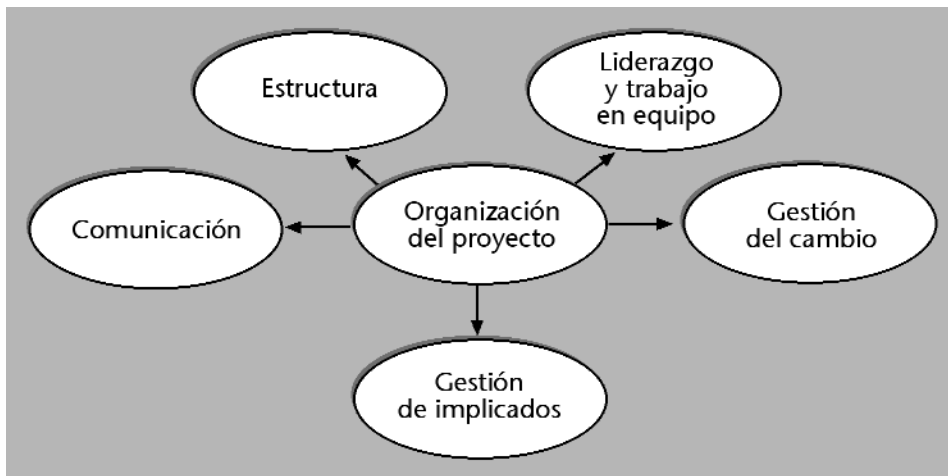 Estructura
Liderazgo
y trabajo
en equipo
Comunicación
Organización
del proyecto
Gestión
del cambio
Gestión
de implicados